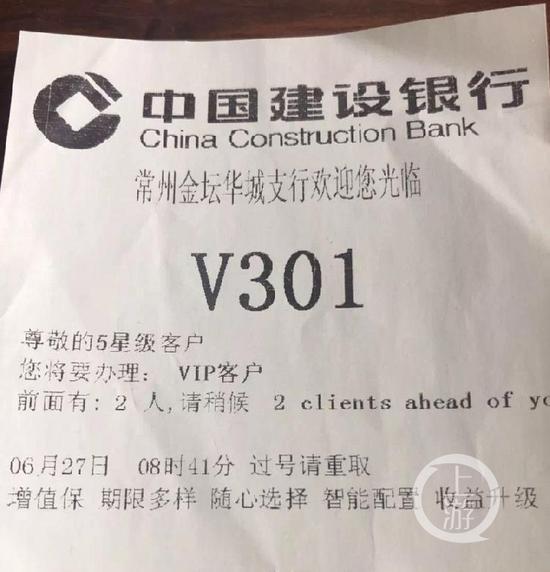 中国建设银行
China Construction Bank
常州金坛华城支行欢迎您光临
V301
尊敬的5星级客户
您将要办理： VIP客户
前面有: 2 人,请稍候 2 clients ahead of yo
06月27日 08时41分 过号请重取
增值保 期限多样 随心选择 智能配置 收益升级
上游